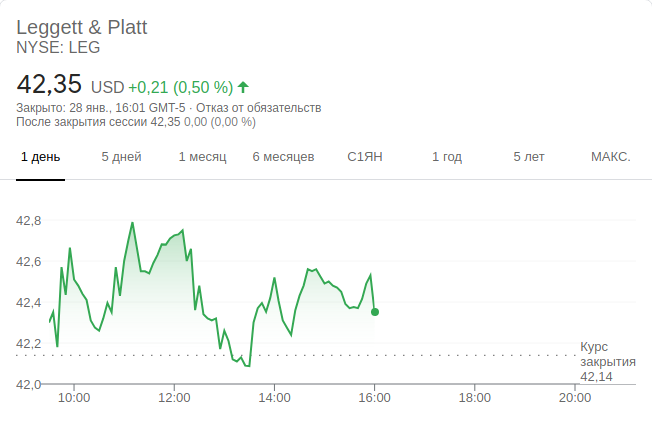 Leggett & Platt
NYSE: LEG
42,35 USD +0,21 (0,50 %)
Закрыто: 28 янв., 16:01 GMT-5 · Отказ от обязательств
После закрытия сессии 42,35 0,00 (0,00 %)
1 день 5 дней 1 месяц 6 месяцев С1ЯН 1 год 5 лет МАКС.
42,8
42,6
42,4
42,2
Курс
закрытия
42,14
42,0
10:00 12:00 14:00 16:00 18:00 20:00